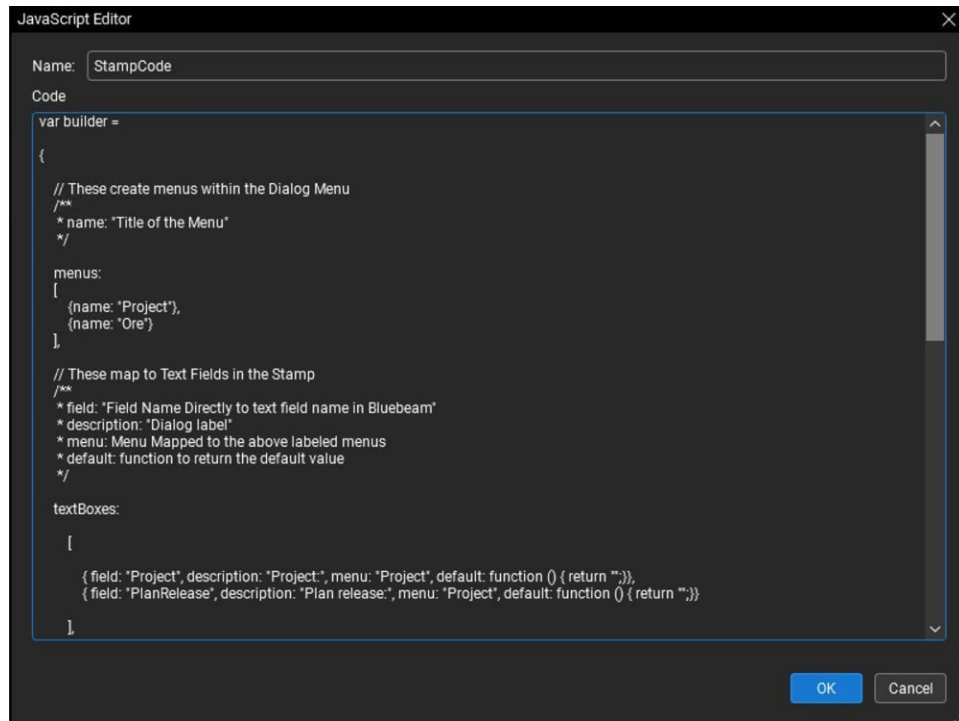 JavaScript Editor
Name: StampCode
Code
var builder =
{
// These create menus within the Dialog Menu
/**
* name: "Title of the Menu"
*/
menus:
[
{name: "Project"},
{name: "Ore"}
],
// These map to Text Fields in the Stamp
/**
* field: "Field Name Directly to text field name in Bluebeam"
* description: "Dialog label"
* menu: Menu Mapped to the above labeled menus
* default: function to return the default value
*/
textBoxes:
[
{ field: "Project", description: "Project:", menu: "Project", default: function () { return "";}},
{ field: "PlanRelease", description: "Plan release:", menu: "Project", default: function () { return "";}}
],
OK Cancel